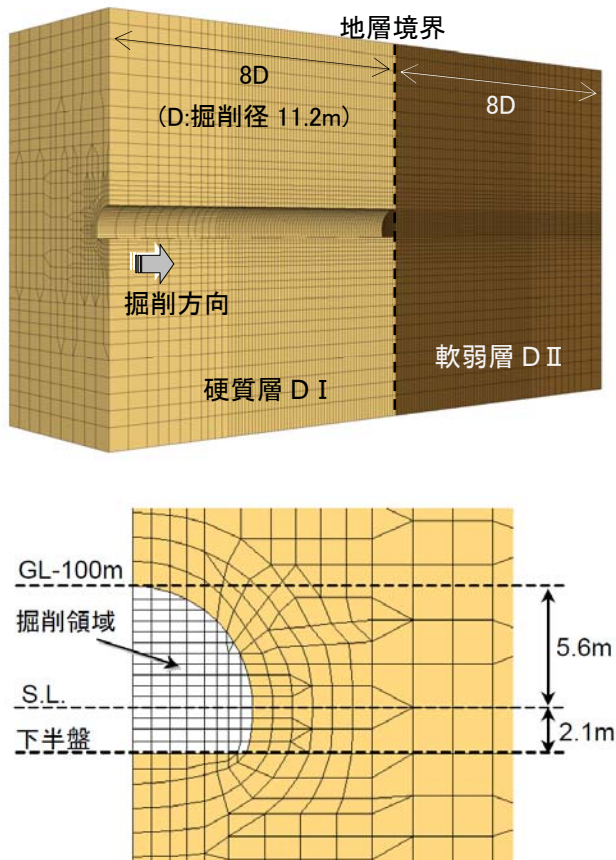 地層境界
8D
(D:掘削径 11.2m)
8D
掘削方向
軟弱層 DⅡ
硬質層 DⅠ
GL-100m
掘削領域
5.6m
S.L.
2.1m
下半盤